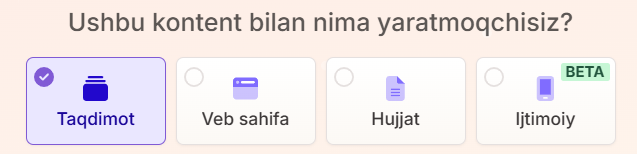 Ushbu kontent bilan nima yaratmoqchisiz?
BETA
Taqdimot Veb sahifa Hujjat Ijtimoiy